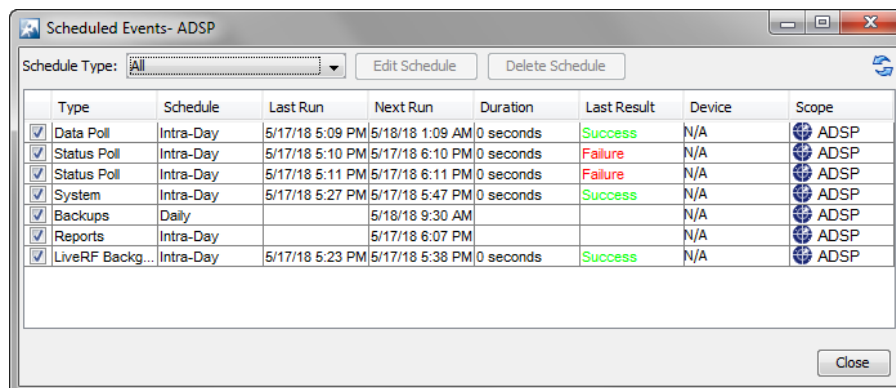 Scheduled Events- ADSP
Schedule Type: All Edit Schedule Delete Schedule
Type Schedule Last Run Next Run Duration Last Result Device Scope
Data Poll Intra-Day 5/17/18 5:09 PM 5/18/18 1:09 AM 0 seconds Success N/A ADSP
Status Poll Intra-Day 5/17/18 5:10 PM 5/17/18 6:10 PM 0 seconds Failure N/A ADSP
Status Poll Intra-Day 5/17/18 5:11 PM 5/17/18 6:11 PM 0 seconds Failure N/A ADSP
System Intra-Day 5/17/18 5:27 PM 5/17/18 5:47 PM 0 seconds Success N/A ADSP
Backups Daily 5/18/18 9:30 AM N/A ADSP
Reports Intra-Day 5/17/18 6:07 PM N/A ADSP
LiveRF Backg... Intra-Day 5/17/18 5:23 PM 5/17/18 5:38 PM 0 seconds Success N/A ADSP
Close